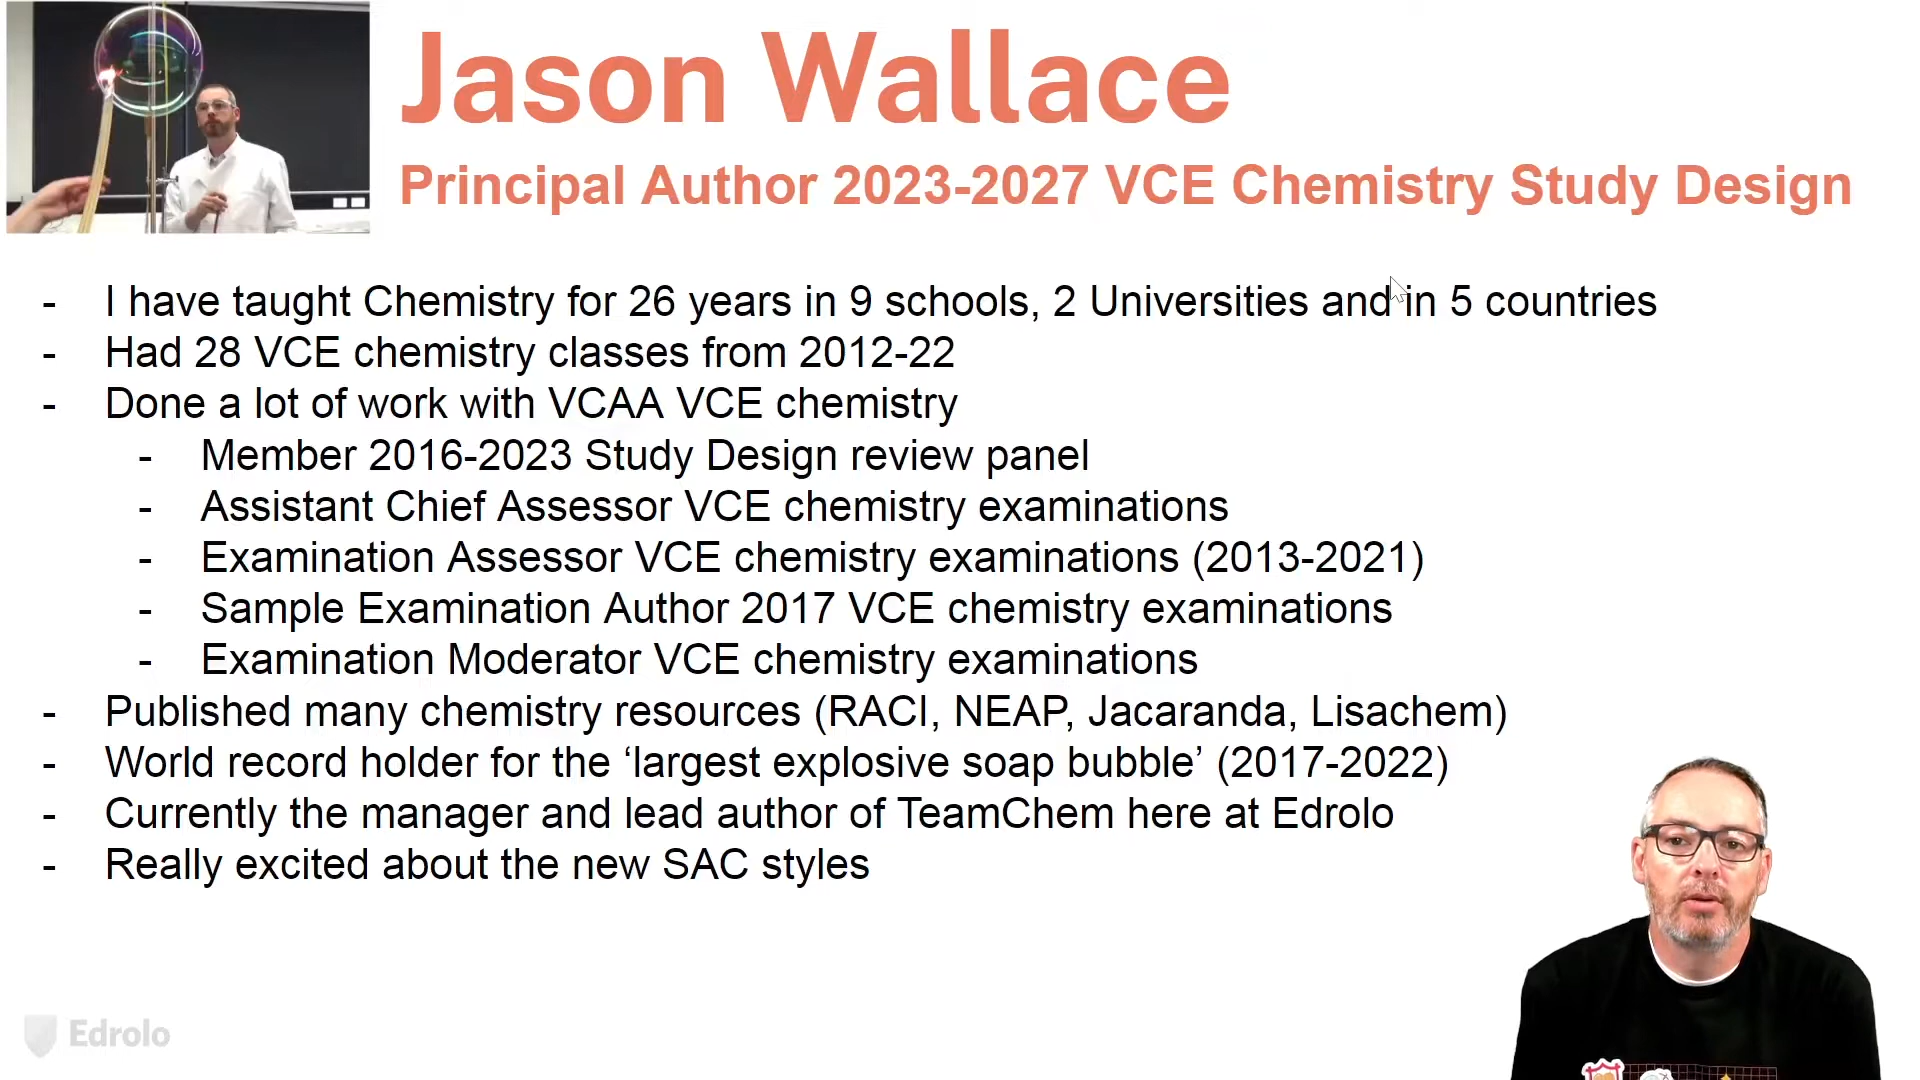 Jason Wallace
Principal Author 2023-2027 VCE Chemistry Study Design
- I have taught Chemistry for 26 years in 9 schools, 2 Universities and in 5 countries
- Had 28 VCE chemistry classes from 2012-22
- Done a lot of work with VCAA VCE chemistry
- Member 2016-2023 Study Design review panel
- Assistant Chief Assessor VCE chemistry examinations
- Examination Assessor VCE chemistry examinations (2013-2021)
- Sample Examination Author 2017 VCE chemistry examinations
- Examination Moderator VCE chemistry examinations
- Published many chemistry resources (RACI, NEAP, Jacaranda, Lisachem)
- World record holder for the ‘largest explosive soap bubble’ (2017-2022)
- Currently the manager and lead author of TeamChem here at Edrolo
- Really excited about the new SAC styles
Edrolo